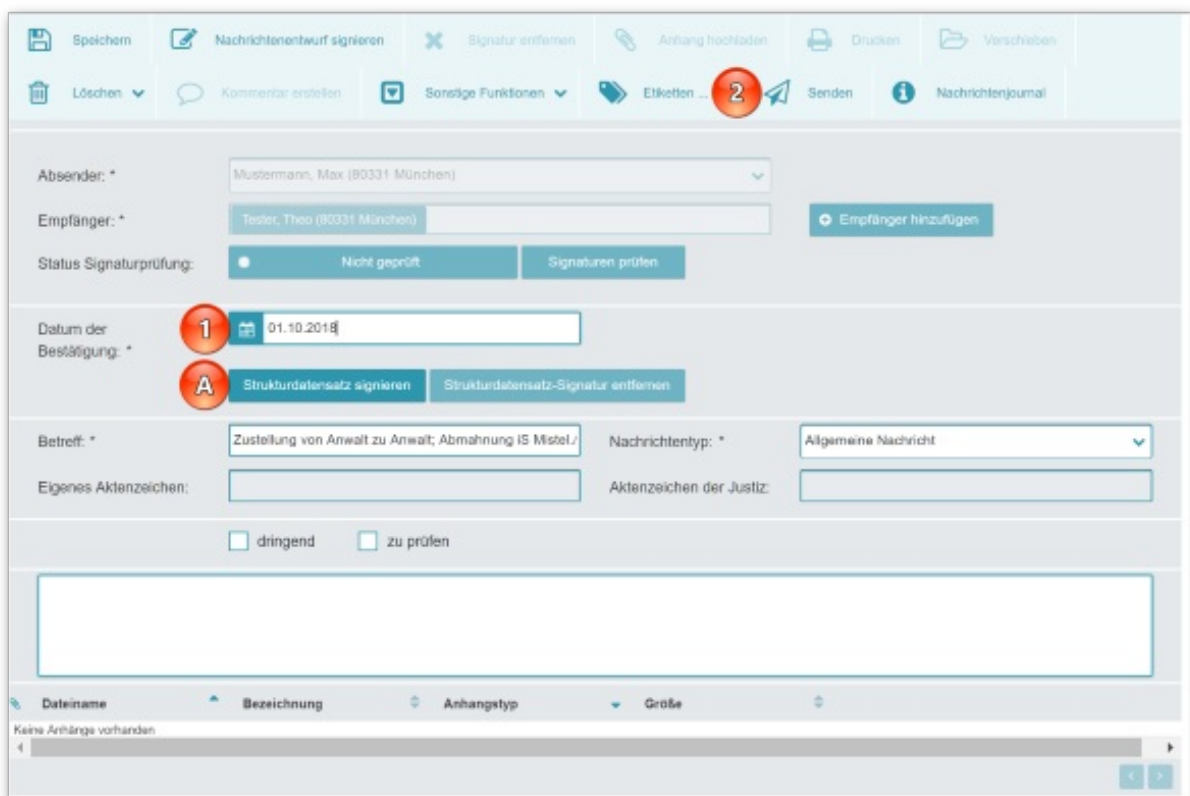 Speichern Nachrichtenentwurf signieren Signatur entfernen Anhang hochladen Drucken Verschieben
Löschen Kommentar erstellen Sonstige Funktionen Etiketten ... 2 Senden Nachrichtenjournal
Absender: * Mustermann, Max (80331 München)
Empfänger: * Tester, Theo (80331 München) Empfänger hinzufügen
Status Signaturprüfung: Nicht geprüft Signaturen prüfen
Datum der 1 01.10.2018
Bestätigung: *
A Strukturdatensatz signieren Strukturdatensatz-Signatur entfernen
Betreff: * Zustellung von Anwalt zu Anwalt; Abmahnung iS Mistel./ Nachrichtentyp: * Allgemeine Nachricht
Eigenes Aktenzeichen: Aktenzeichen der Justiz:
dringend zu prüfen
Dateiname Bezeichnung Anhangstyp Größe
Keine Anhänge vorhanden